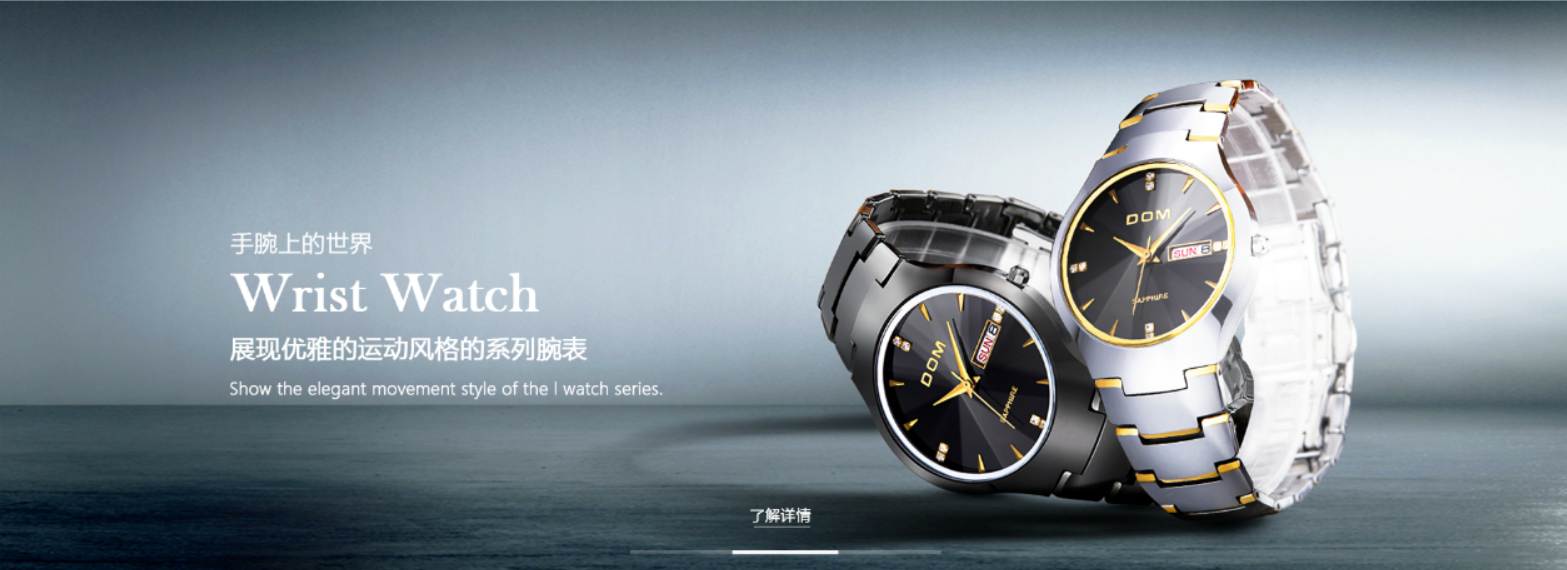 手腕上的世界
Wrist Watch
展现优雅的运动风格的系列腕表
Show the elegant movement style of the l watch series.
DOM
SUN 8
SAPPHIRE
DOM
SUN 8
SAPPHIRE
了解详情